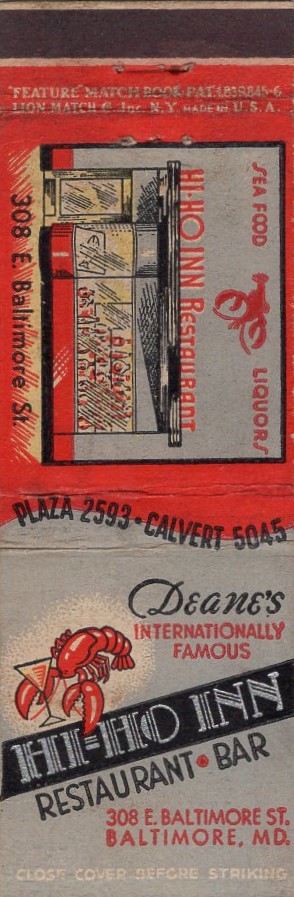 "FEATURE" MATCH BOOK PAT. 1,839,845-6
LION MATCH C. Inc. N.Y. MADE IN U.S.A.
SEA FOOD LIQUORS
HI-HO INN RESTAURANT
308 E. Baltimore St.
PLAZA 2593 • CALVERT 5045
DEANE'S
INTERNATIONALLY
FAMOUS
HI-HO INN
RESTAURANT • BAR
308 E. BALTIMORE ST.
BALTIMORE, MD.
CLOSE COVER BEFORE STRIKING